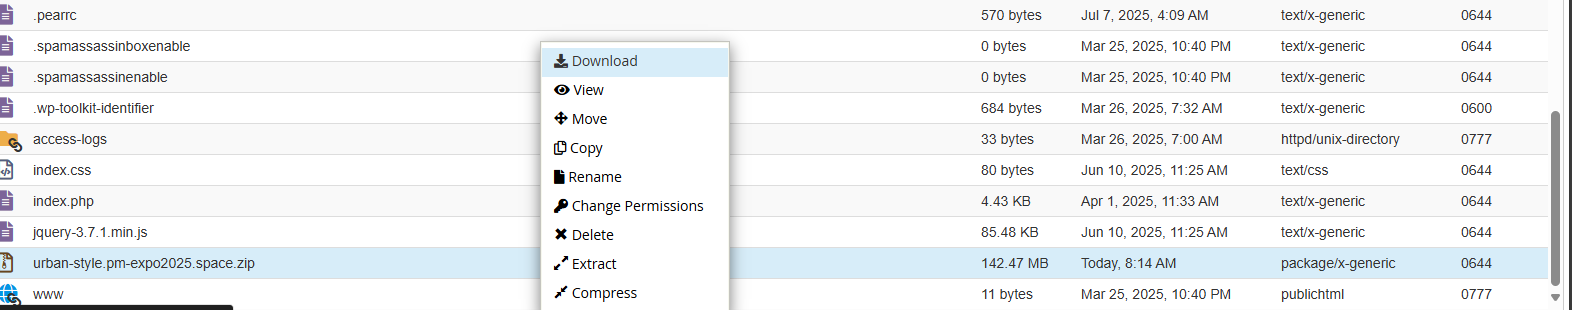 .pearrc 570 bytes Jul 7, 2025, 4:09 AM text/x-generic 0644
.spamassassinboxenable 0 bytes Mar 25, 2025, 10:40 PM text/x-generic 0644
.spamassassinenable 0 bytes Mar 25, 2025, 10:40 PM text/x-generic 0644
.wp-toolkit-identifier 684 bytes Mar 26, 2025, 7:32 AM text/x-generic 0600
access-logs 33 bytes Mar 26, 2025, 7:00 AM httpd/unix-directory 0777
index.css 80 bytes Jun 10, 2025, 11:25 AM text/css 0644
index.php 4.43 KB Apr 1, 2025, 11:33 AM text/x-generic 0644
jquery-3.7.1.min.js 85.48 KB Jun 10, 2025, 11:25 AM text/x-generic 0644
urban-style.pm-expo2025.space.zip 142.47 MB Today, 8:14 AM package/x-generic 0644
www 11 bytes Mar 25, 2025, 10:40 PM publichtml 0777
Download
View
Move
Copy
Rename
Change Permissions
Delete
Extract
Compress